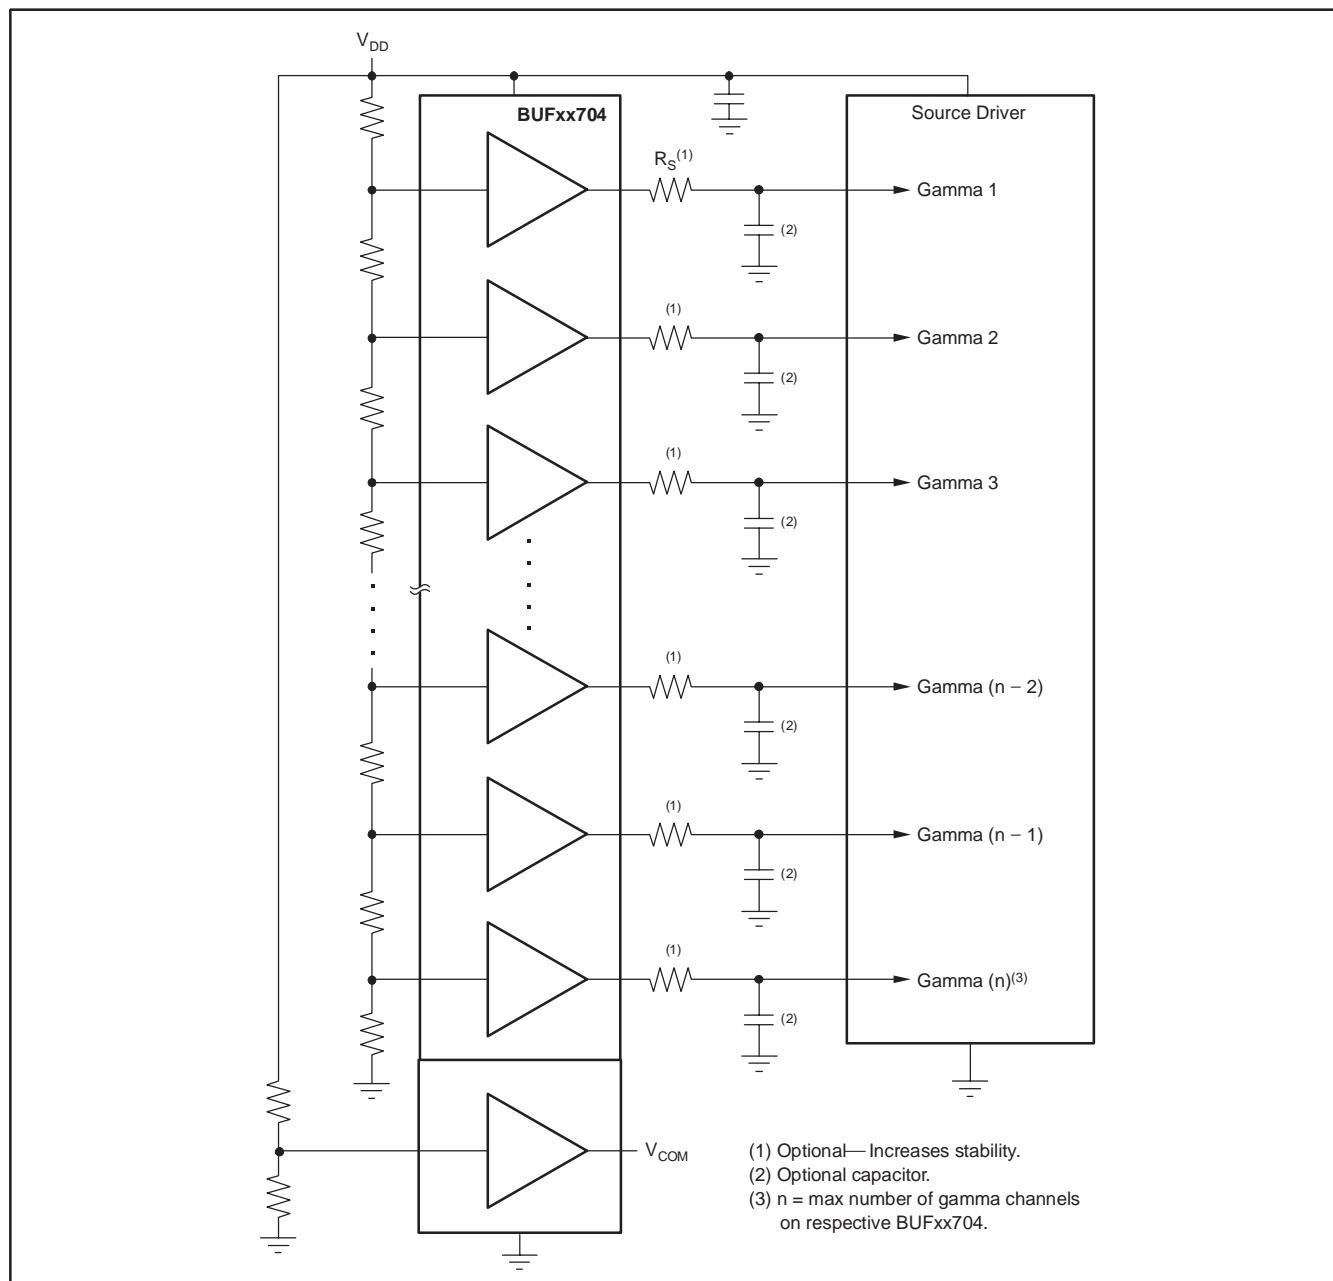 V_DD
BUFxx704
Source Driver
R_S^(1)
Gamma 1
(2)
(1)
Gamma 2
(2)
(1)
Gamma 3
(2)
(1)
Gamma (n − 2)
(2)
(1)
Gamma (n − 1)
(2)
(1)
Gamma (n)^(3)
(2)
V_COM
(1) Optional—Increases stability.
(2) Optional capacitor.
(3) n = max number of gamma channels
on respective BUFxx704.